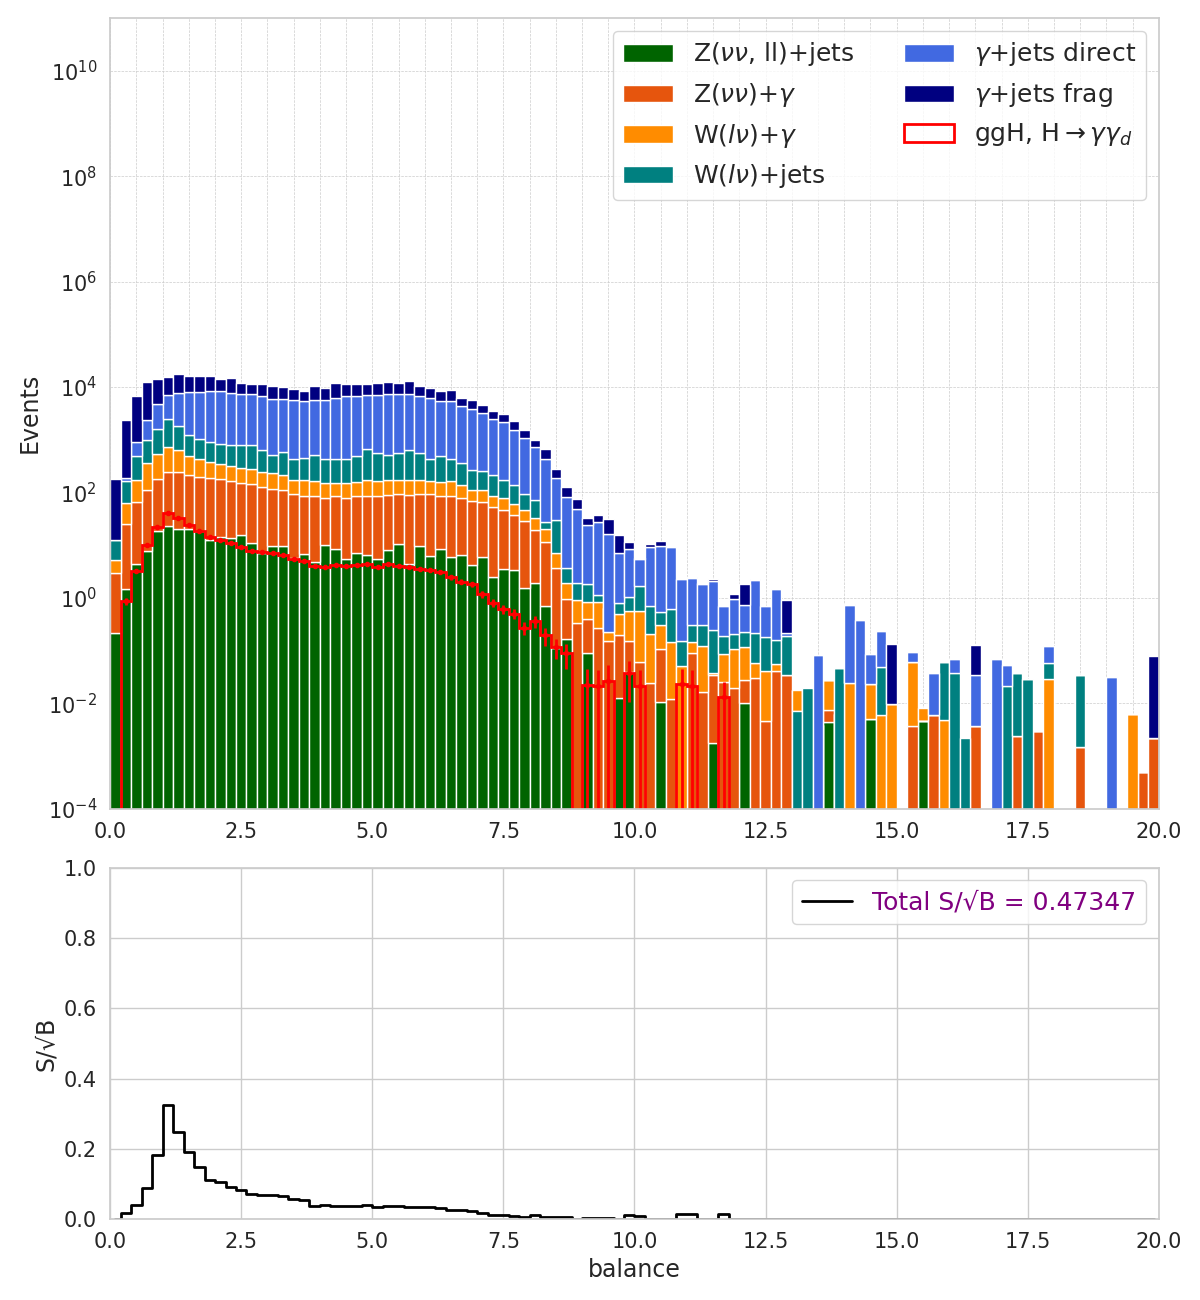 Z(νν, ll)+jets
Z(νν)+γ
W(lν)+γ
W(lν)+jets
γ+jets direct
γ+jets frag
ggH, H→γγ_d
Events
10^10
10^8
10^6
10^4
10^2
10^0
10^−2
10^−4
0.0 2.5 5.0 7.5 10.0 12.5 15.0 17.5 20.0
Total S/√B = 0.47347
S/√B
1.0
0.8
0.6
0.4
0.2
0.0
0.0 2.5 5.0 7.5 10.0 12.5 15.0 17.5 20.0
balance